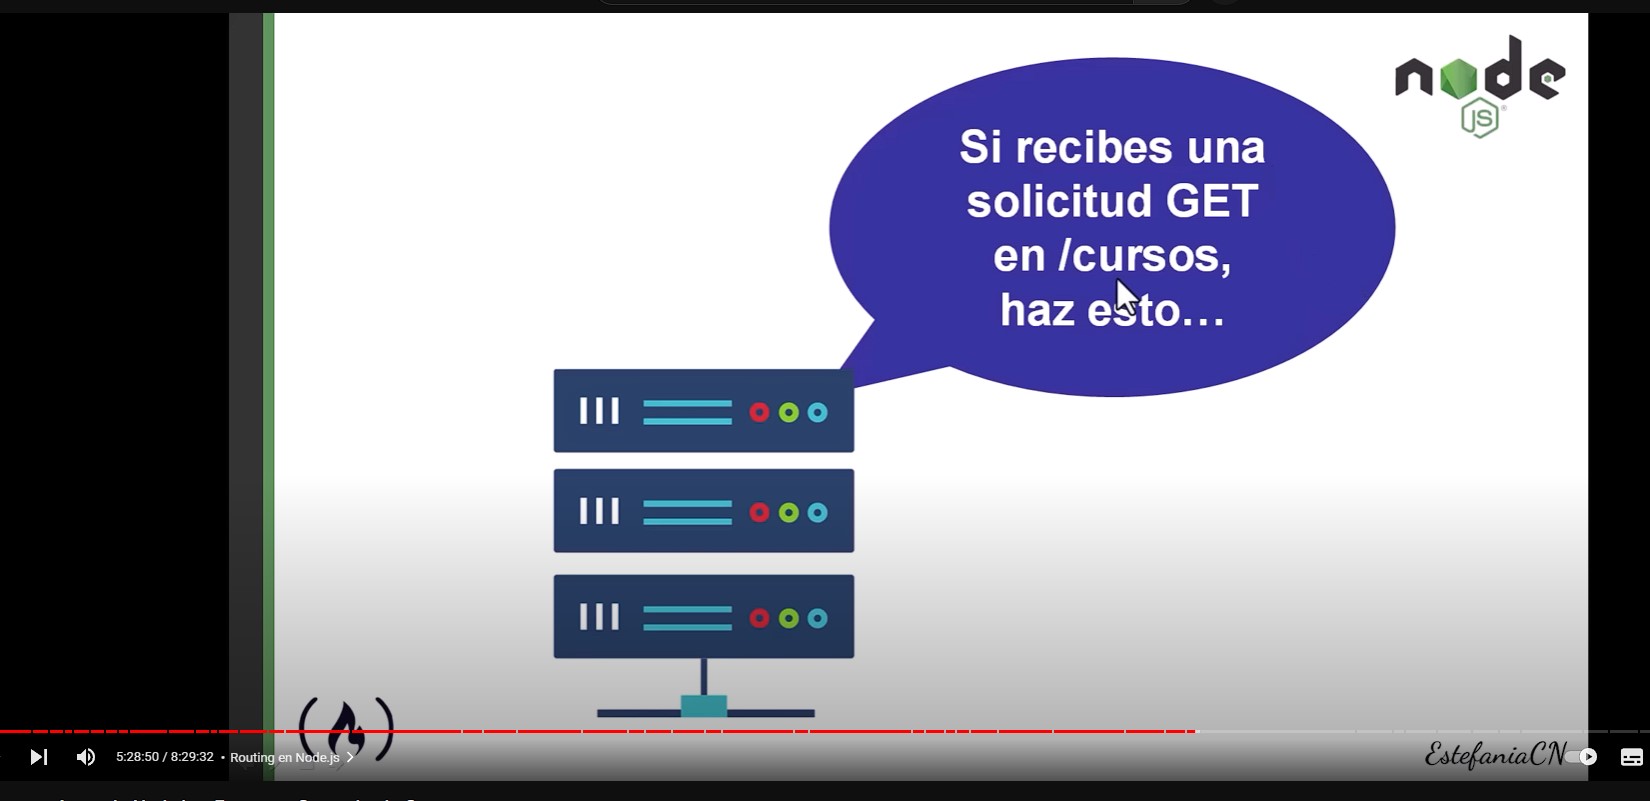 node
JS
Si recibes una
solicitud GET
en /cursos,
haz esto...
EstefaniaCN
5:28:50 / 8:29:32 • Routing en Node.js